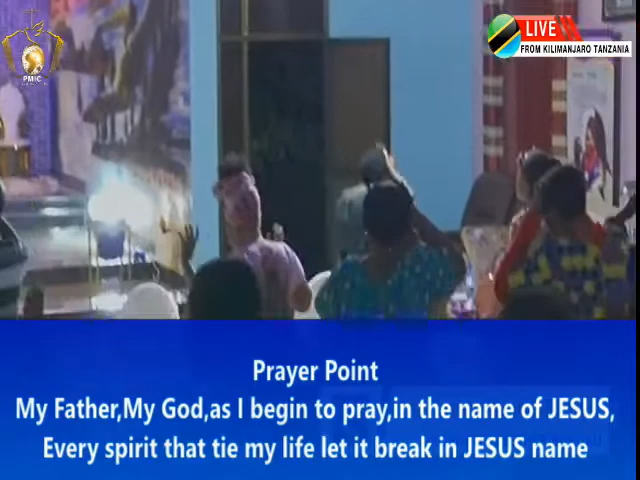 PMIC
LIVE
FROM KILIMANJARO TANZANIA
Prayer Point
My Father,My God,as I begin to pray,in the name of JESUS,
Every spirit that tie my life let it break in JESUS name